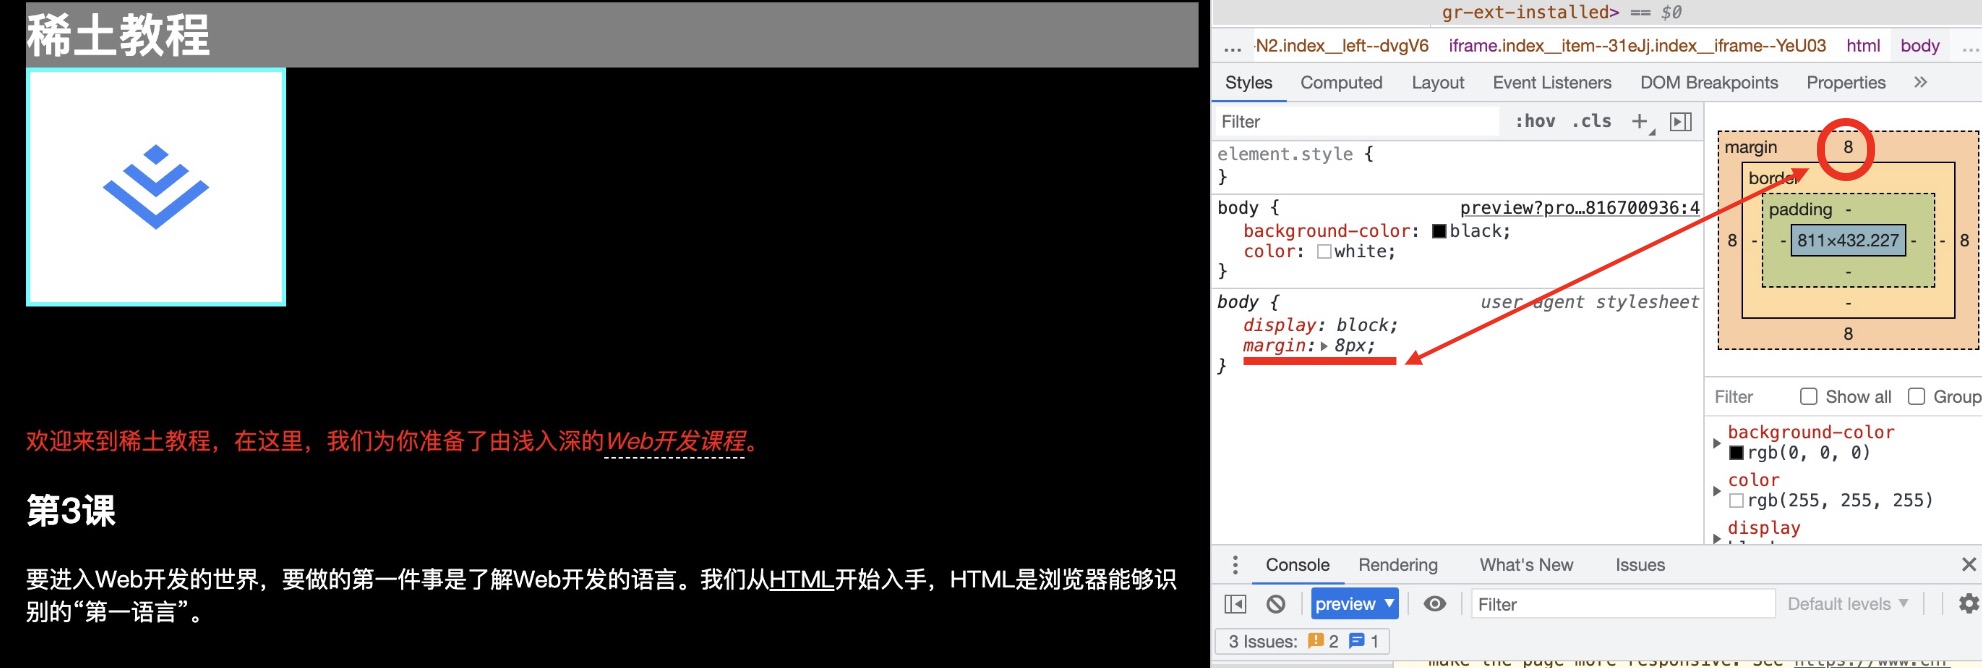 稀土教程
欢迎来到稀土教程，在这里，我们为你准备了由浅入深的Web开发课程。
第3课
要进入Web开发的世界，要做的第一件事是了解Web开发的语言。我们从HTML开始入手，HTML是浏览器能够识
别的“第一语言”。
gr-ext-installed> == $0
... -N2.index__left--dvgV6 iframe.index__item--31eJj.index__iframe--YeU03 html body ...
Styles Computed Layout Event Listeners DOM Breakpoints Properties »
Filter :hov .cls +
element.style {
}
body { preview?pro…816700936:4
background-color: black;
color: white;
}
body { user agent stylesheet
display: block;
margin: 8px;
}
margin 8
border
padding -
8 - - 811×432.227 - - 8
-
-
8
Filter Show all Group
background-color
rgb(0, 0, 0)
color
rgb(255, 255, 255)
display
Console Rendering What's New Issues
preview Filter Default levels
3 Issues: 2 1
make the page more responsive. See https://www.ch